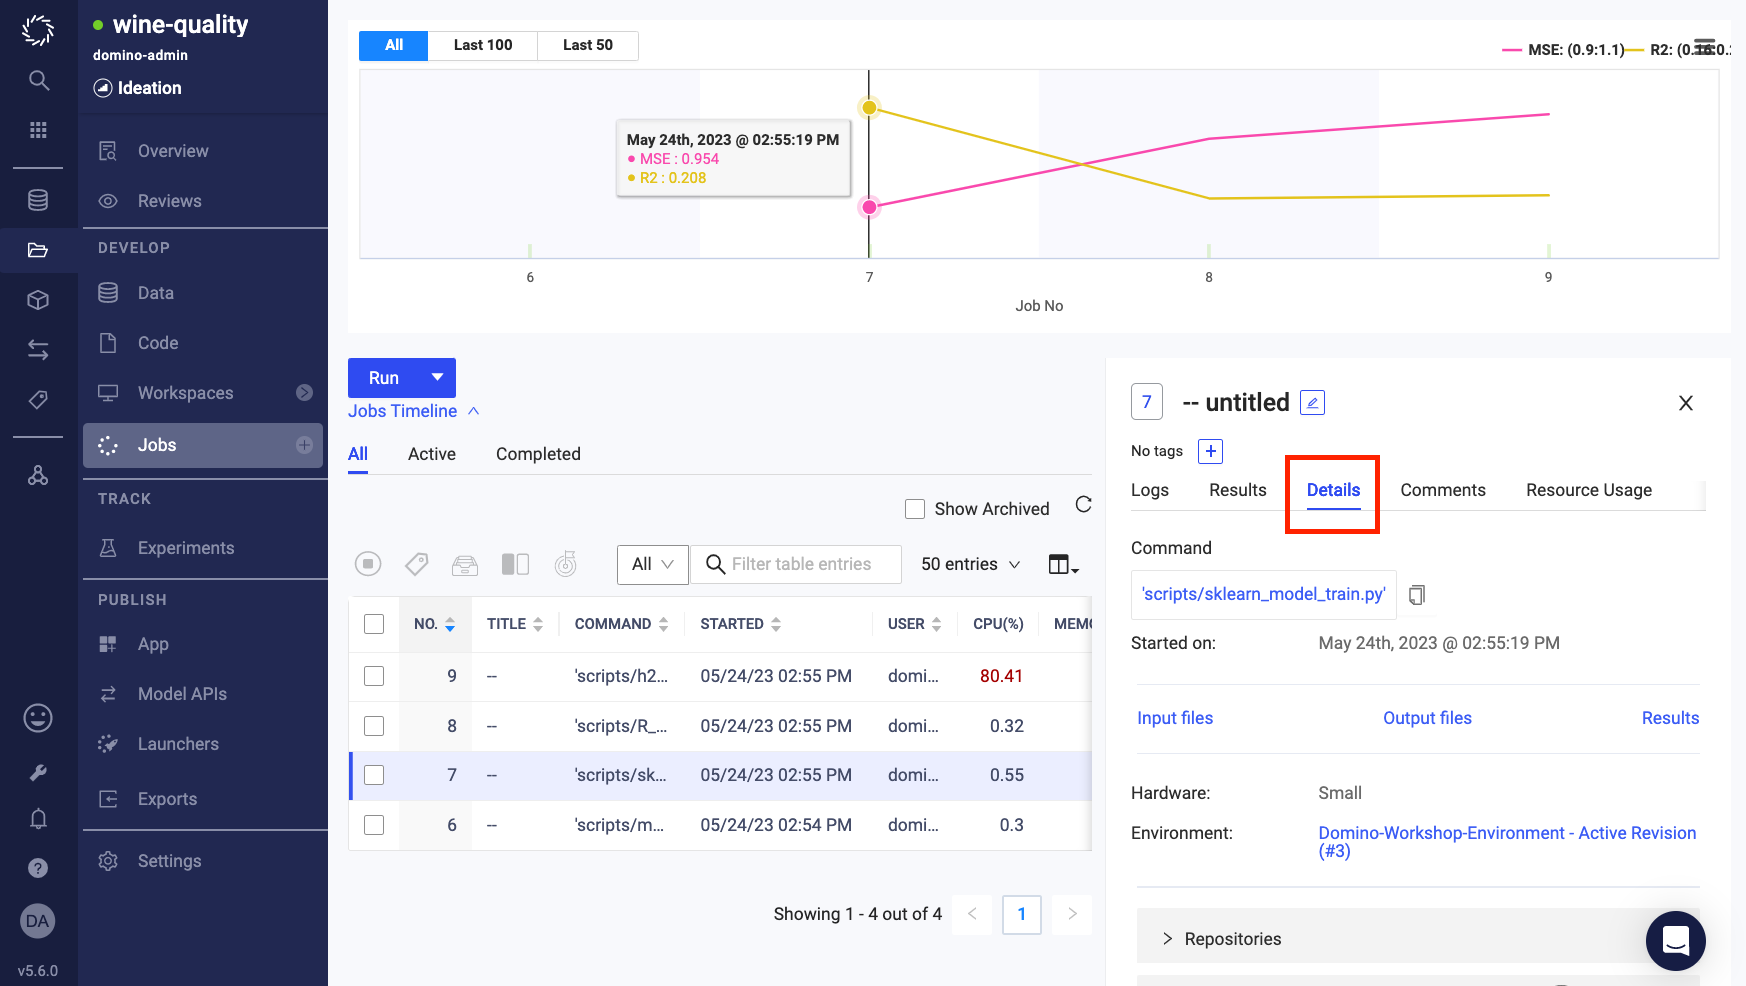 wine-quality
domino-admin
Ideation
Overview
Reviews
DEVELOP
Data
Code
Workspaces
Jobs
TRACK
Experiments
PUBLISH
App
Model APIs
Launchers
Exports
Settings
DA
v5.6.0
All Last 100 Last 50
MSE: (0.9:1.1) R2: (0.16:0.2
May 24th, 2023 @ 02:55:19 PM
MSE : 0.954
R2 : 0.208
6 7 8 9
Job No
Run
Jobs Timeline
All Active Completed
Show Archived
All Filter table entries 50 entries
NO. TITLE COMMAND STARTED USER CPU(%) MEMO
9 -- 'scripts/h2... 05/24/23 02:55 PM domi... 80.41
8 -- 'scripts/R_... 05/24/23 02:55 PM domi... 0.32
7 -- 'scripts/sk... 05/24/23 02:55 PM domi... 0.55
6 -- 'scripts/m... 05/24/23 02:54 PM domi... 0.3
Showing 1 - 4 out of 4 < 1 >
7 -- untitled
No tags +
Logs Results Details Comments Resource Usage
Command
'scripts/sklearn_model_train.py'
Started on: May 24th, 2023 @ 02:55:19 PM
Input files Output files Results
Hardware: Small
Environment: Domino-Workshop-Environment - Active Revision
(#3)
Repositories